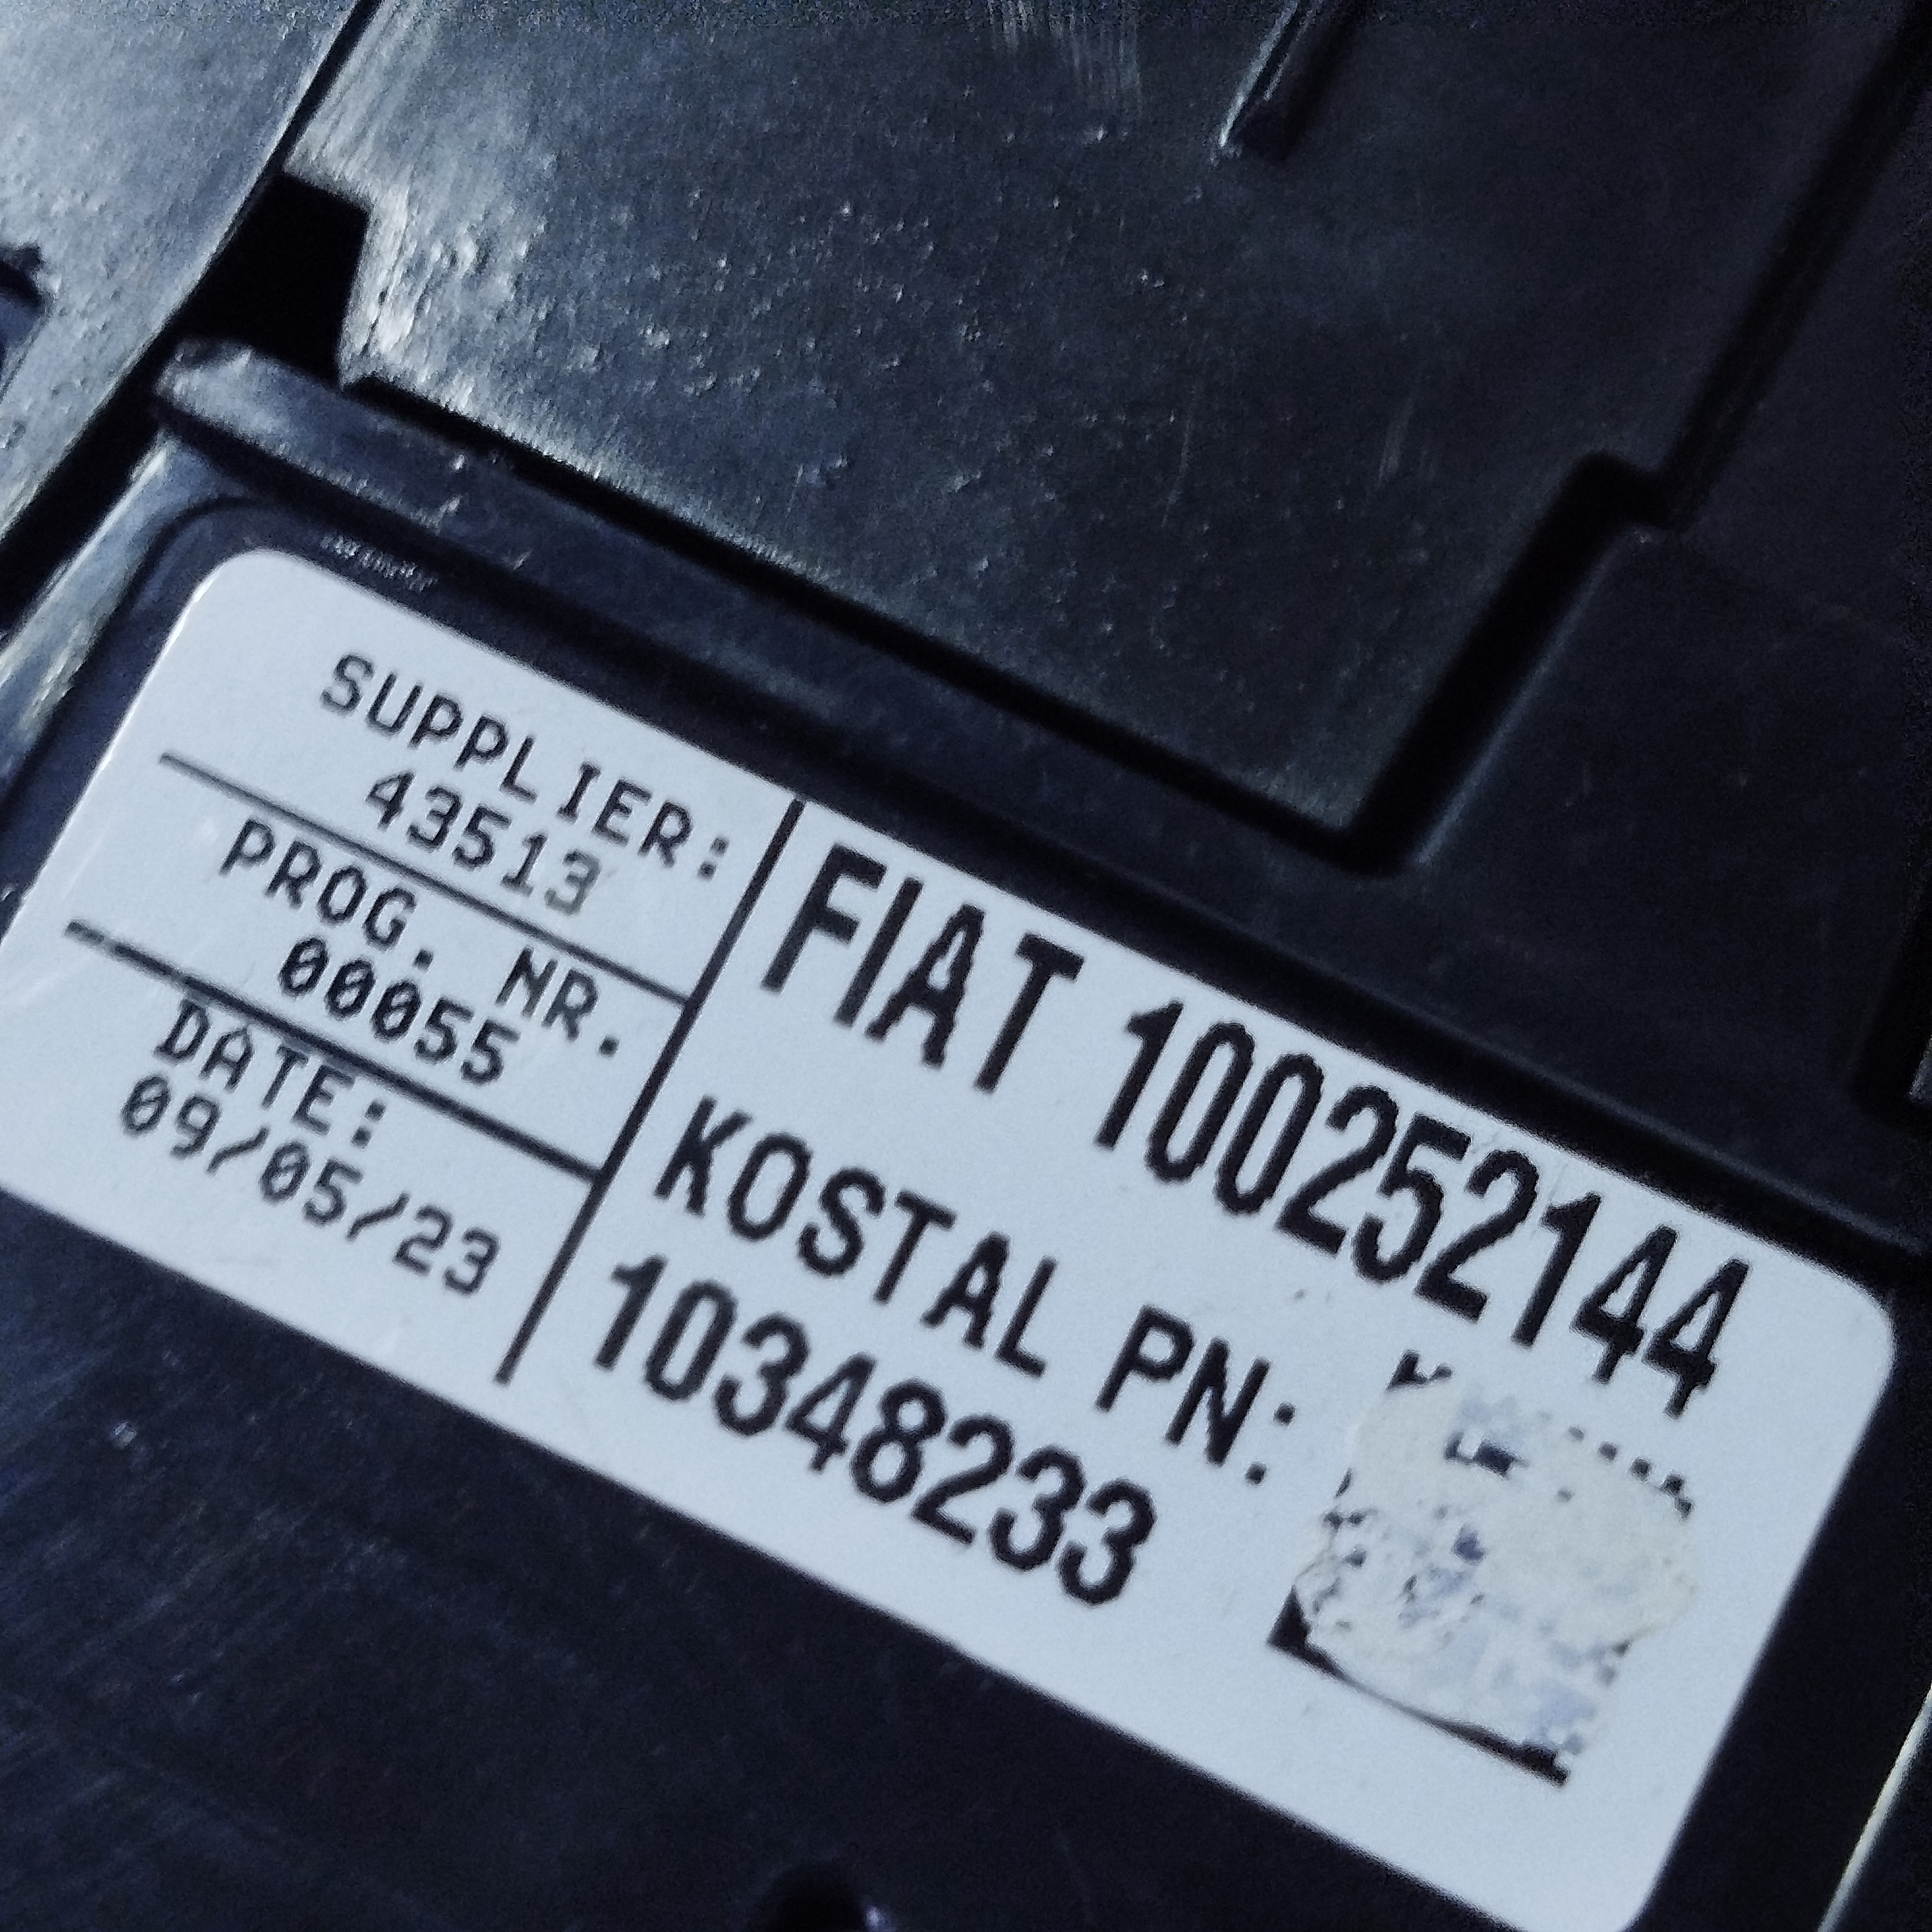 SUPPLIER:
43513
PROG. NR.
00055
DATE:
09/05/23
FIAT 100252144
KOSTAL PN:
10348233